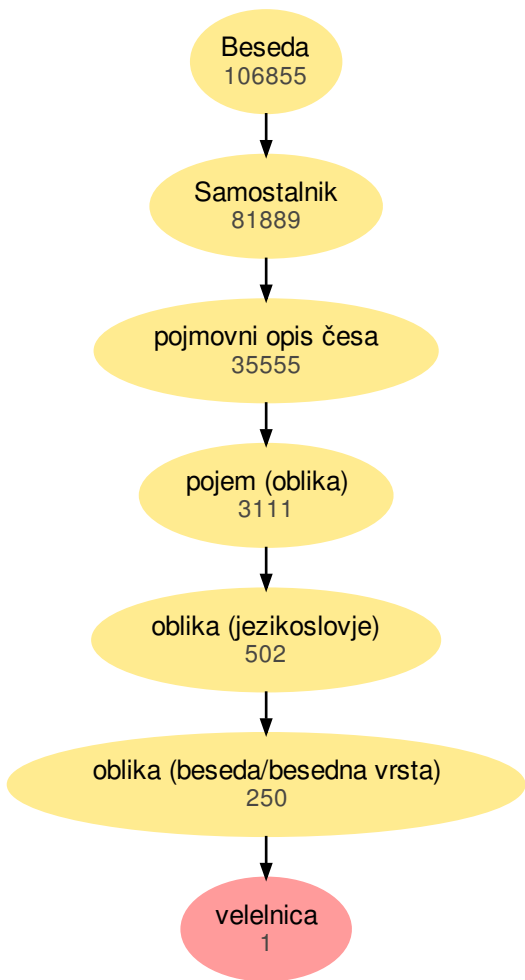 Beseda
106855
Samostalnik
81889
pojmovni opis česa
35555
pojem (oblika)
3111
oblika (jezikoslovje)
502
oblika (beseda/besedna vrsta)
250
velelnica
1